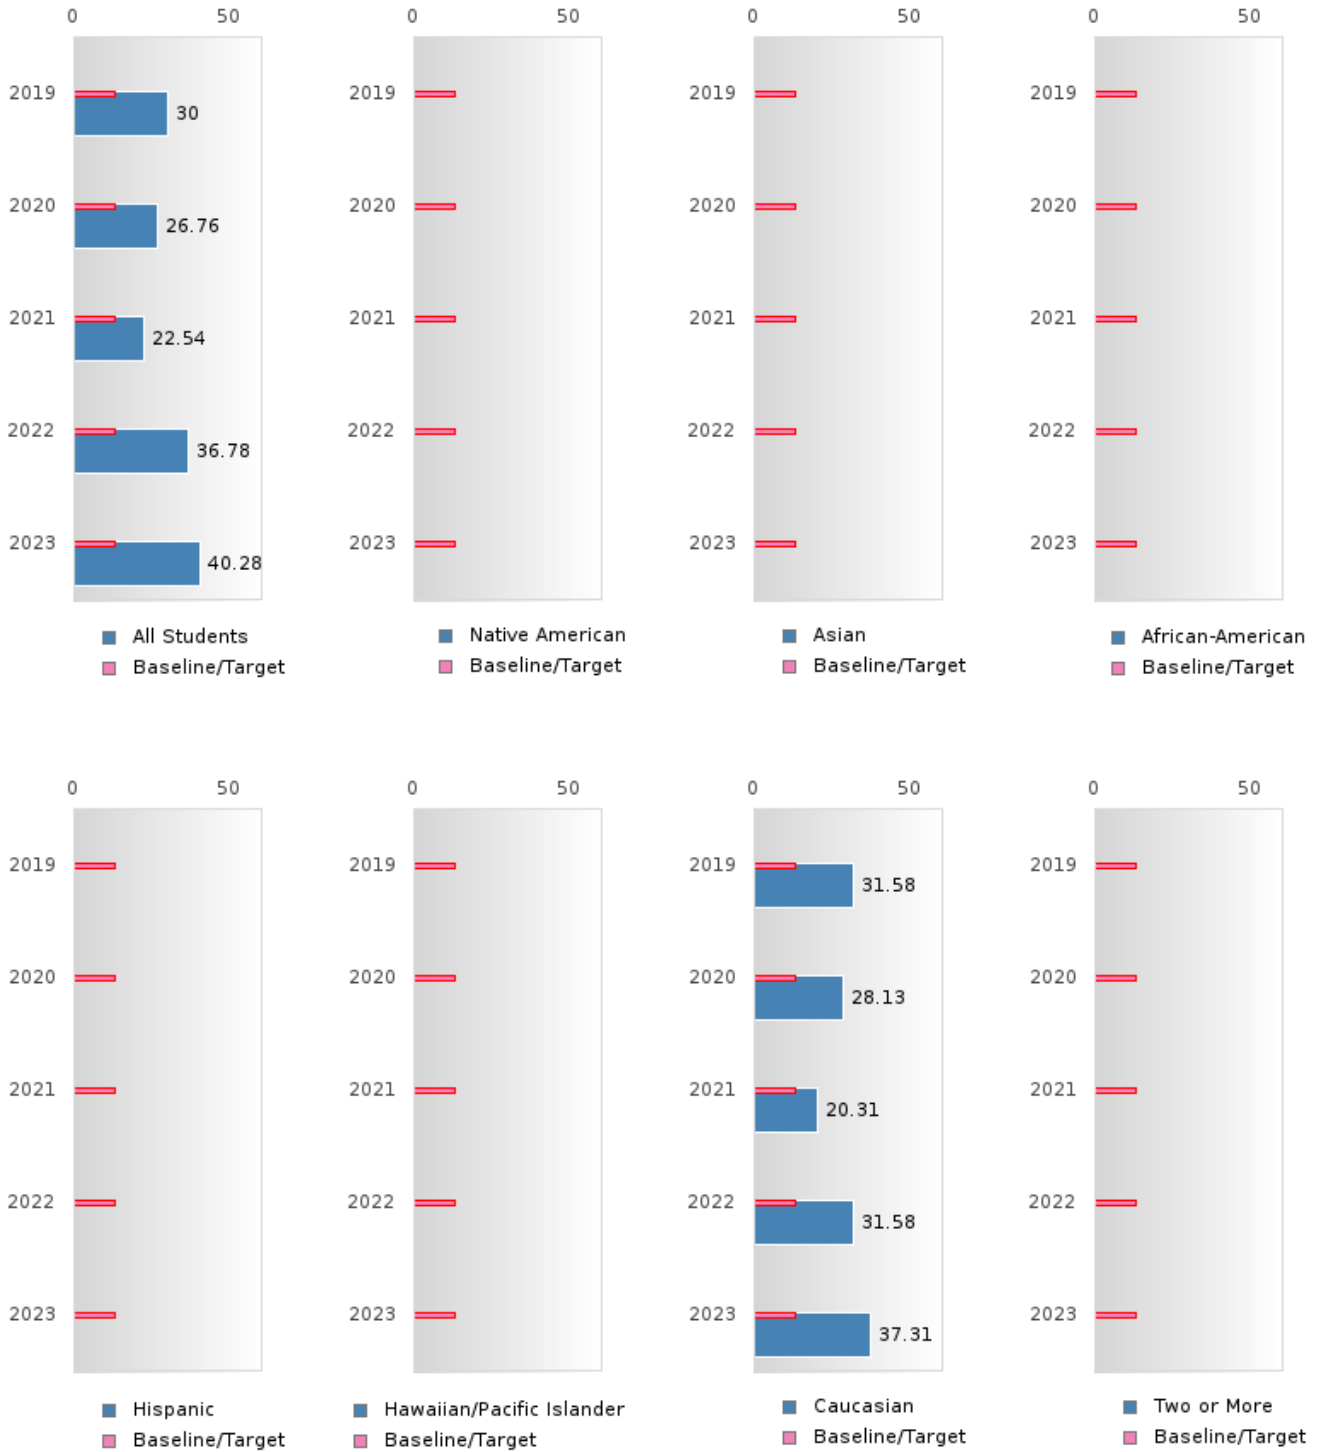 0 50 0 50 0 50 0 50
2019 30 2019 2019 2019
2020 26.76 2020 2020 2020
2021 22.54 2021 2021 2021
2022 36.78 2022 2022 2022
2023 40.28 2023 2023 2023
All Students Native American Asian African-American
Baseline/Target Baseline/Target Baseline/Target Baseline/Target
0 50 0 50 0 50 0 50
2019 2019 2019 31.58 2019
2020 2020 2020 28.13 2020
2021 2021 2021 20.31 2021
2022 2022 2022 31.58 2022
2023 2023 2023 37.31 2023
Hispanic Hawaiian/Pacific Islander Caucasian Two or More
Baseline/Target Baseline/Target Baseline/Target Baseline/Target